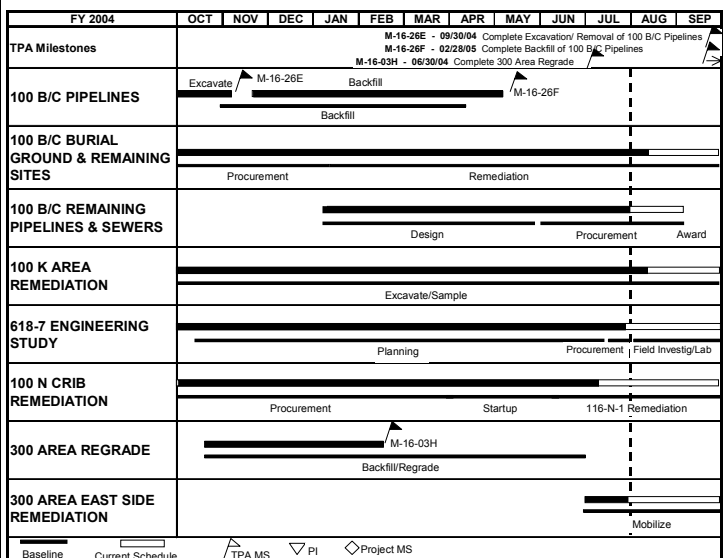 FY 2004 OCT NOV DEC JAN FEB MAR APR MAY JUN JUL AUG SEP
TPA Milestones
M-16-26E - 09/30/04 Complete Excavation/ Removal of 100 B/C Pipelines
M-16-26F - 02/28/05 Complete Backfill of 100 B/C Pipelines
M-16-03H - 06/30/04 Complete 300 Area Regrade
100 B/C PIPELINES
Excavate M-16-26E Backfill M-16-26F
Backfill
100 B/C BURIAL
GROUND & REMAINING
SITES
Procurement Remediation
100 B/C REMAINING
PIPELINES & SEWERS
Design Procurement Award
100 K AREA
REMEDIATION
Excavate/Sample
618-7 ENGINEERING
STUDY
Planning Procurement Field Investig/Lab
100 N CRIB
REMEDIATION
Procurement Startup 116-N-1 Remediation
300 AREA REGRADE
M-16-03H
Backfill/Regrade
300 AREA EAST SIDE
REMEDIATION
Mobilize
Baseline Current Schedule TPA MS PI Project MS